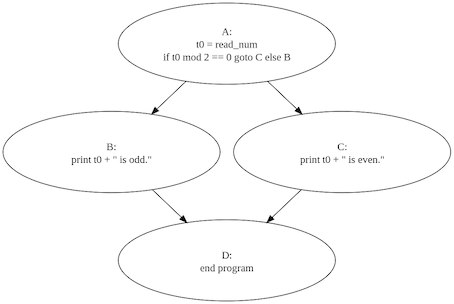 A:
t0 = read_num
if t0 mod 2 == 0 goto C else B
B:
print t0 + " is odd."
C:
print t0 + " is even."
D:
end program